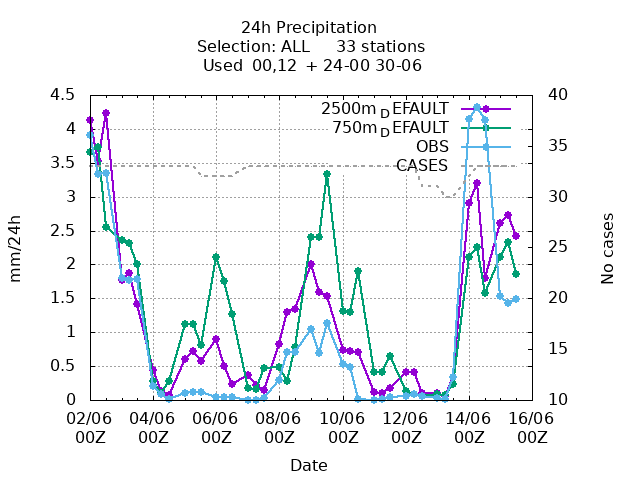 24h Precipitation
Selection: ALL     33 stations
Used  00,12  + 24-00 30-06
4.5
4
3.5
3
2.5
2
1.5
1
0.5
0
40
35
30
25
20
15
10
mm/24h
No cases
2500m_DEFAULT
750m_DEFAULT
OBS
CASES
02/06 04/06 06/06 08/06 10/06 12/06 14/06 16/06
00Z 00Z 00Z 00Z 00Z 00Z 00Z 00Z
Date